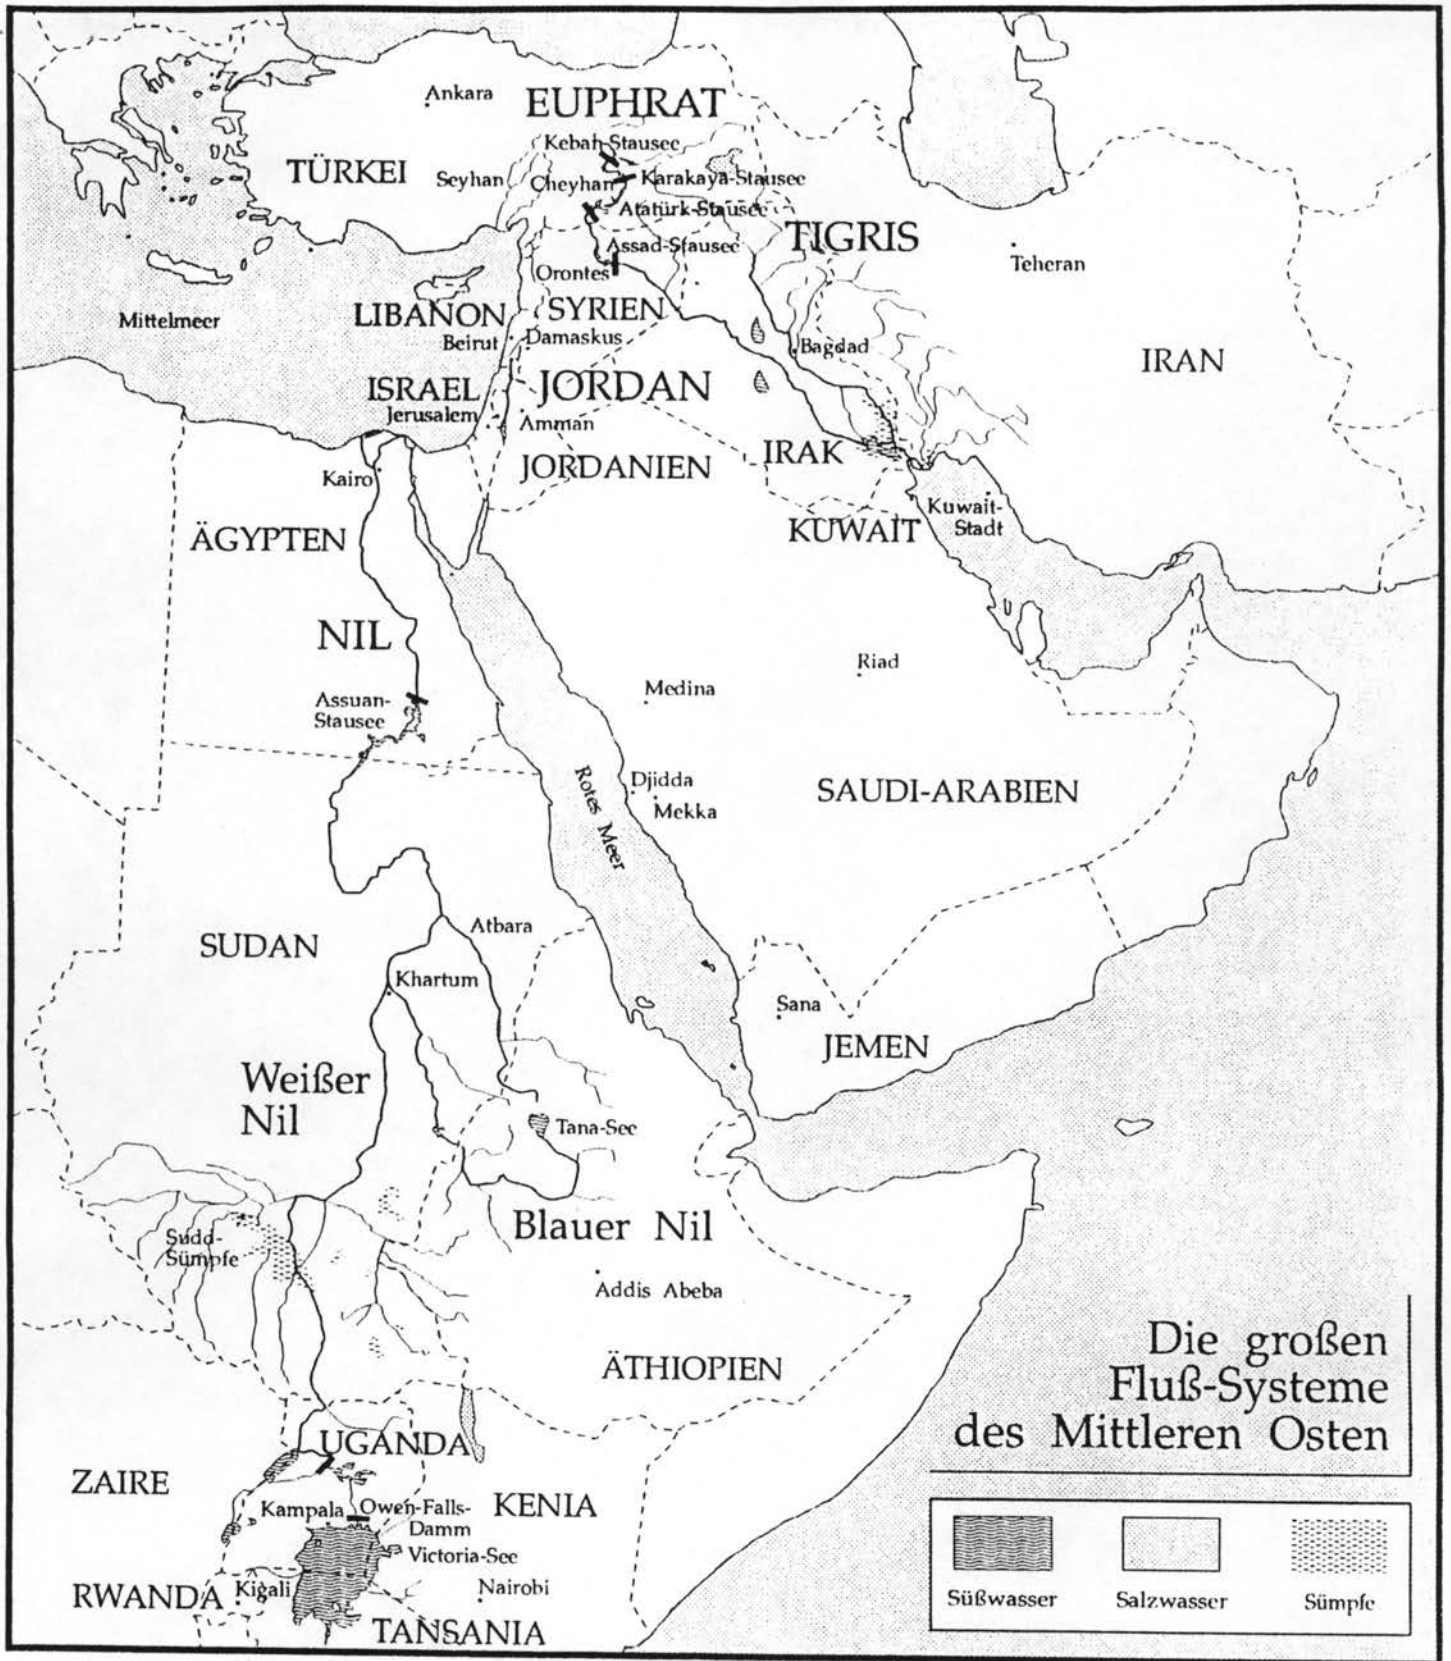 Ankara
EUPHRAT
Kebah-Stausee
TÜRKEI
Seyhan
Cheyhan
Karakaya-Stausee
Atatürk-Stausee
TIGRIS
Assad-Stausee
Teheran
Orontes
SYRIEN
LIBANON
Mittelmeer
Beirut
Damaskus
Bagdad
IRAN
ISRAEL
JORDAN
Jerusalem
Amman
IRAK
JORDANIEN
Kairo
Kuwait-
Stadt
KUWAIT
ÄGYPTEN
NIL
Riad
Medina
Assuan-
Stausee
Rotes Meer
Djidda
Mekka
SAUDI-ARABIEN
Atbara
SUDAN
Khartum
Sana
JEMEN
Weißer
Nil
Tana-See
Blauer Nil
Sudd-
Sümpfe
Addis Abeba
ÄTHIOPIEN
UGANDA
ZAIRE
KENIA
Kampala
Owen-Falls-
Damm
Victoria-See
RWANDA
Kigali
Nairobi
TANSANIA
Die großen
Fluß-Systeme
des Mittleren Osten
Süßwasser
Salzwasser
Sümpfe